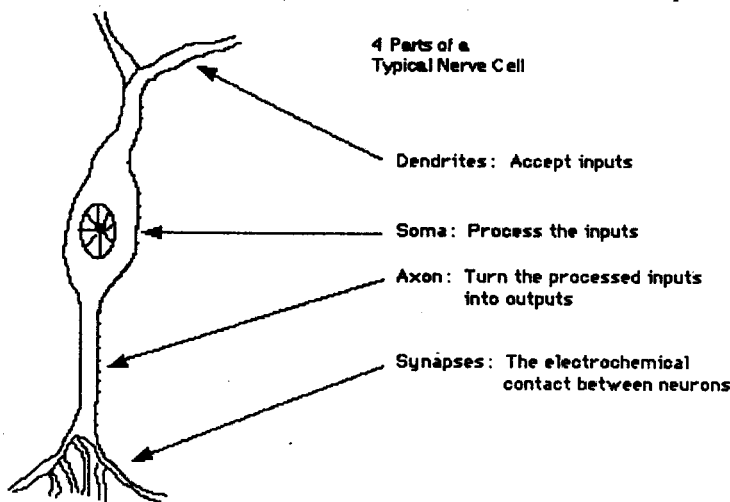 4 Parts of a
Typical Nerve Cell
Dendrites: Accept inputs
Soma: Process the inputs
Axon: Turn the processed inputs
into outputs
Synapses: The electrochemical
contact between neurons